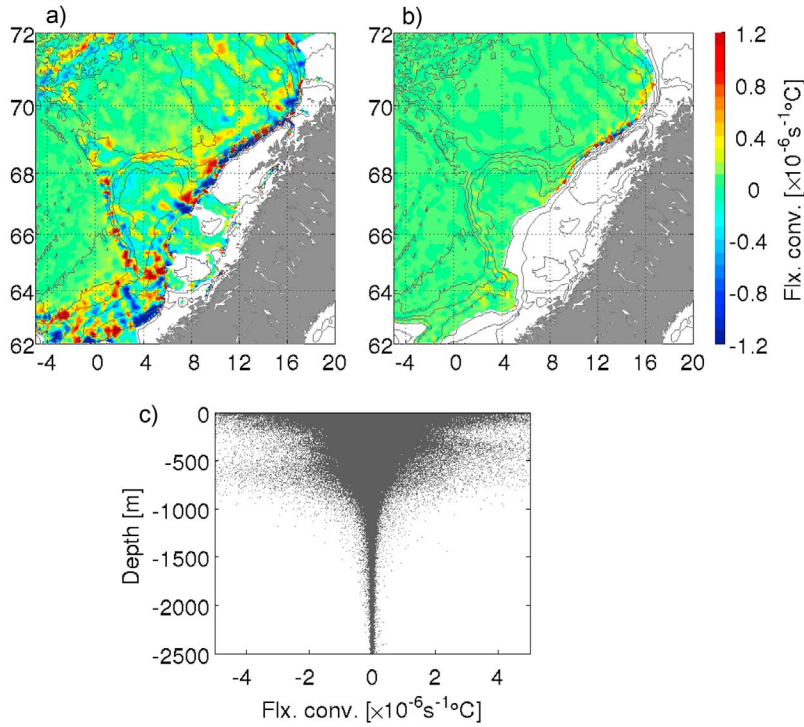 a) b)
72 72 1.2
70 70 0.8
68 68 0.4
66 66 0
64 64 -0.4
62 62 -0.8
-1.2
-4 0 4 8 12 16 20 -4 0 4 8 12 16 20
Flx. conv. [×10⁻⁶s⁻¹°C]
c)
0
-500
-1000
-1500
-2000
-2500
Depth [m]
-4 -2 0 2 4
Flx. conv. [×10⁻⁶s⁻¹°C]